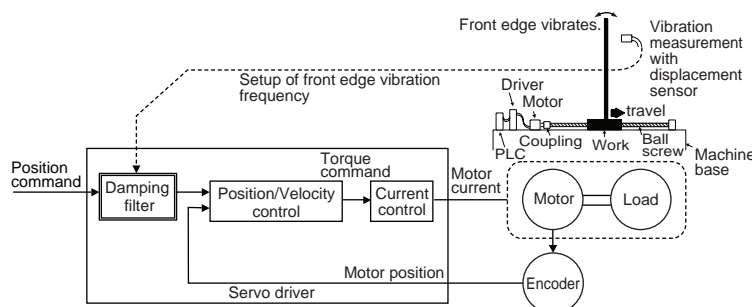 Front edge vibrates.
Vibration
measurement
with
displacement
sensor
Setup of front edge vibration
frequency
Driver
Motor
travel
PLC
Coupling
Work
Ball
screw
Machine
base
Position
command
Damping
filter
Position/Velocity
control
Torque
command
Current
control
Motor
current
Motor
Load
Motor position
Servo driver
Encoder